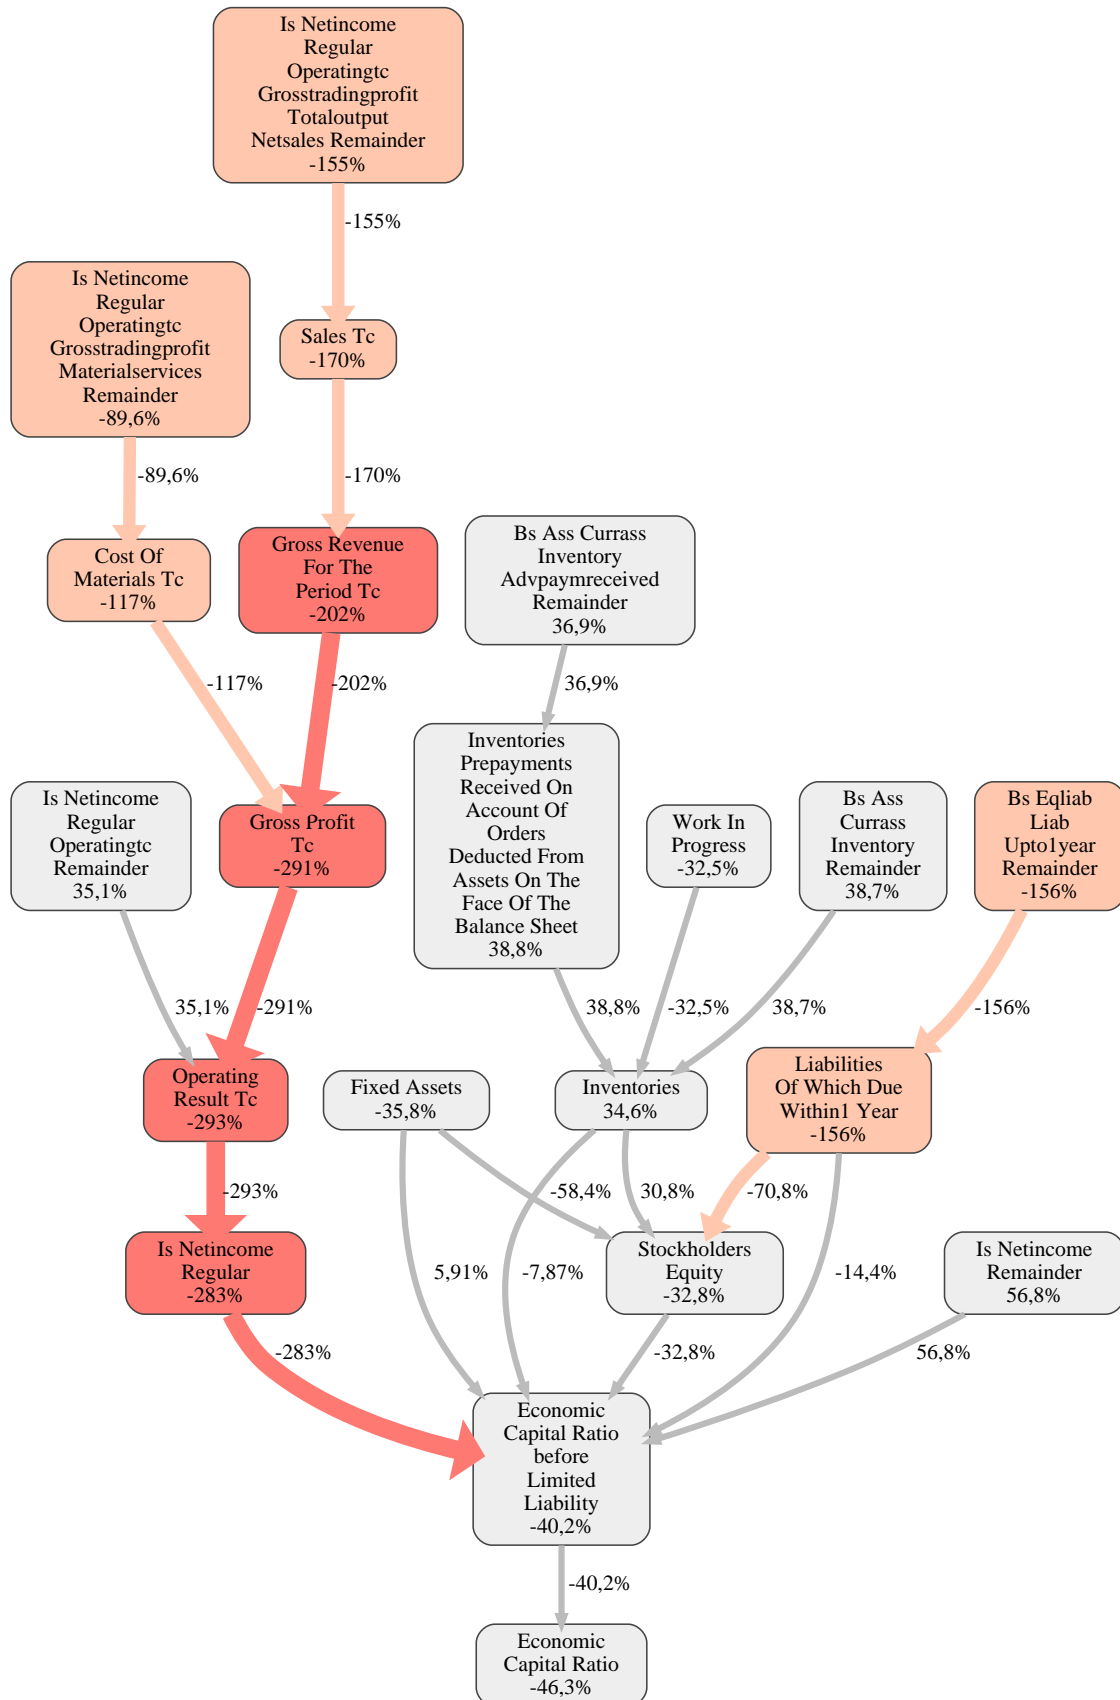 Is Netincome
Regular
Operatingtc
Grosstradingprofit
Totaloutput
Netsales Remainder
-155%
-155%
Is Netincome
Regular
Operatingtc
Grosstradingprofit
Materialservices
Remainder
-89,6%
Sales Tc
-170%
-89,6%
-170%
Cost Of
Materials Tc
-117%
Gross Revenue
For The
Period Tc
-202%
Bs Ass Currass
Inventory
Advpaymreceived
Remainder
36,9%
-117%
-202%
36,9%
Is Netincome
Regular
Operatingtc
Remainder
35,1%
Gross Profit
Tc
-291%
Inventories
Prepayments
Received On
Account Of
Orders
Deducted From
Assets On The
Face Of The
Balance Sheet
38,8%
Work In
Progress
-32,5%
Bs Ass
Currass
Inventory
Remainder
38,7%
Bs Eqliab
Liab
Upto1year
Remainder
-156%
35,1%
-291%
38,8%
-32,5%
38,7%
-156%
Operating
Result Tc
-293%
Fixed Assets
-35,8%
Inventories
34,6%
Liabilities
Of Which Due
Within1 Year
-156%
-293%
-58,4%
30,8%
-70,8%
Is Netincome
Regular
-283%
5,91%
-7,87%
Stockholders
Equity
-32,8%
-14,4%
Is Netincome
Remainder
56,8%
-283%
-32,8%
56,8%
Economic
Capital Ratio
before
Limited
Liability
-40,2%
-40,2%
Economic
Capital Ratio
-46,3%